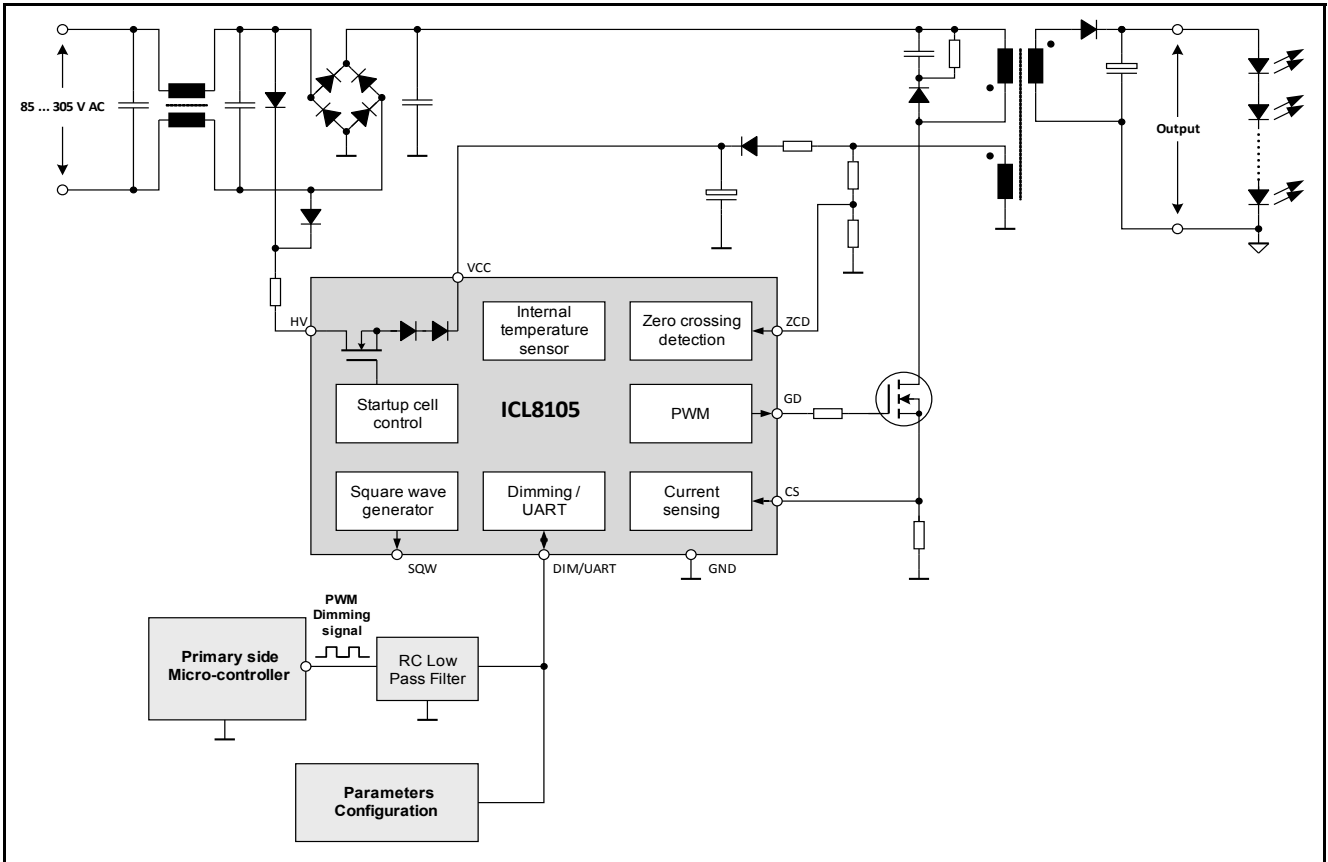 85 ... 305 V AC
Output
VCC
HV
Internal
temperature
sensor
Zero crossing
detection
ZCD
Startup cell
control
ICL8105
PWM
GD
Square wave
generator
Dimming /
UART
Current
sensing
CS
SQW
DIM/UART
GND
PWM
Dimming
signal
Primary side
Micro-controller
RC Low
Pass Filter
Parameters
Configuration